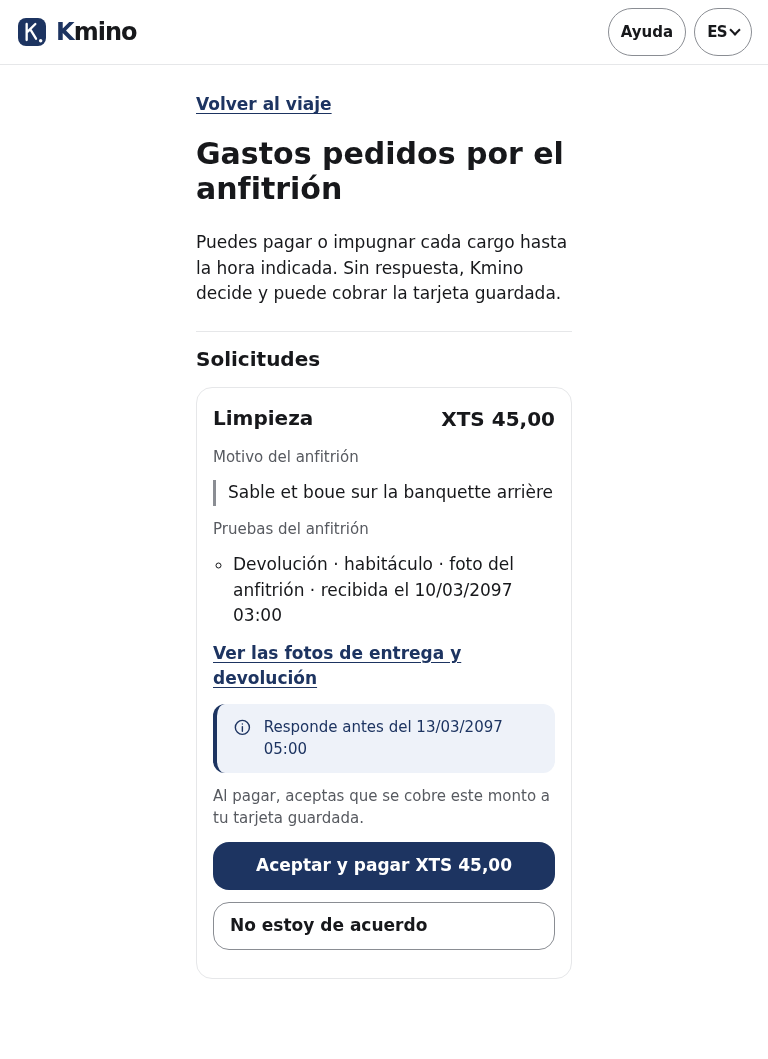 Kmino
Ayuda
ES
Volver al viaje
Gastos pedidos por el
anfitrión
Puedes pagar o impugnar cada cargo hasta
la hora indicada. Sin respuesta, Kmino
decide y puede cobrar la tarjeta guardada.
Solicitudes
Limpieza
XTS 45,00
Motivo del anfitrión
Sable et boue sur la banquette arrière
Pruebas del anfitrión
Devolución · habitáculo · foto del
anfitrión · recibida el 10/03/2097
03:00
Ver las fotos de entrega y
devolución
Responde antes del 13/03/2097
05:00
Al pagar, aceptas que se cobre este monto a
tu tarjeta guardada.
Aceptar y pagar XTS 45,00
No estoy de acuerdo